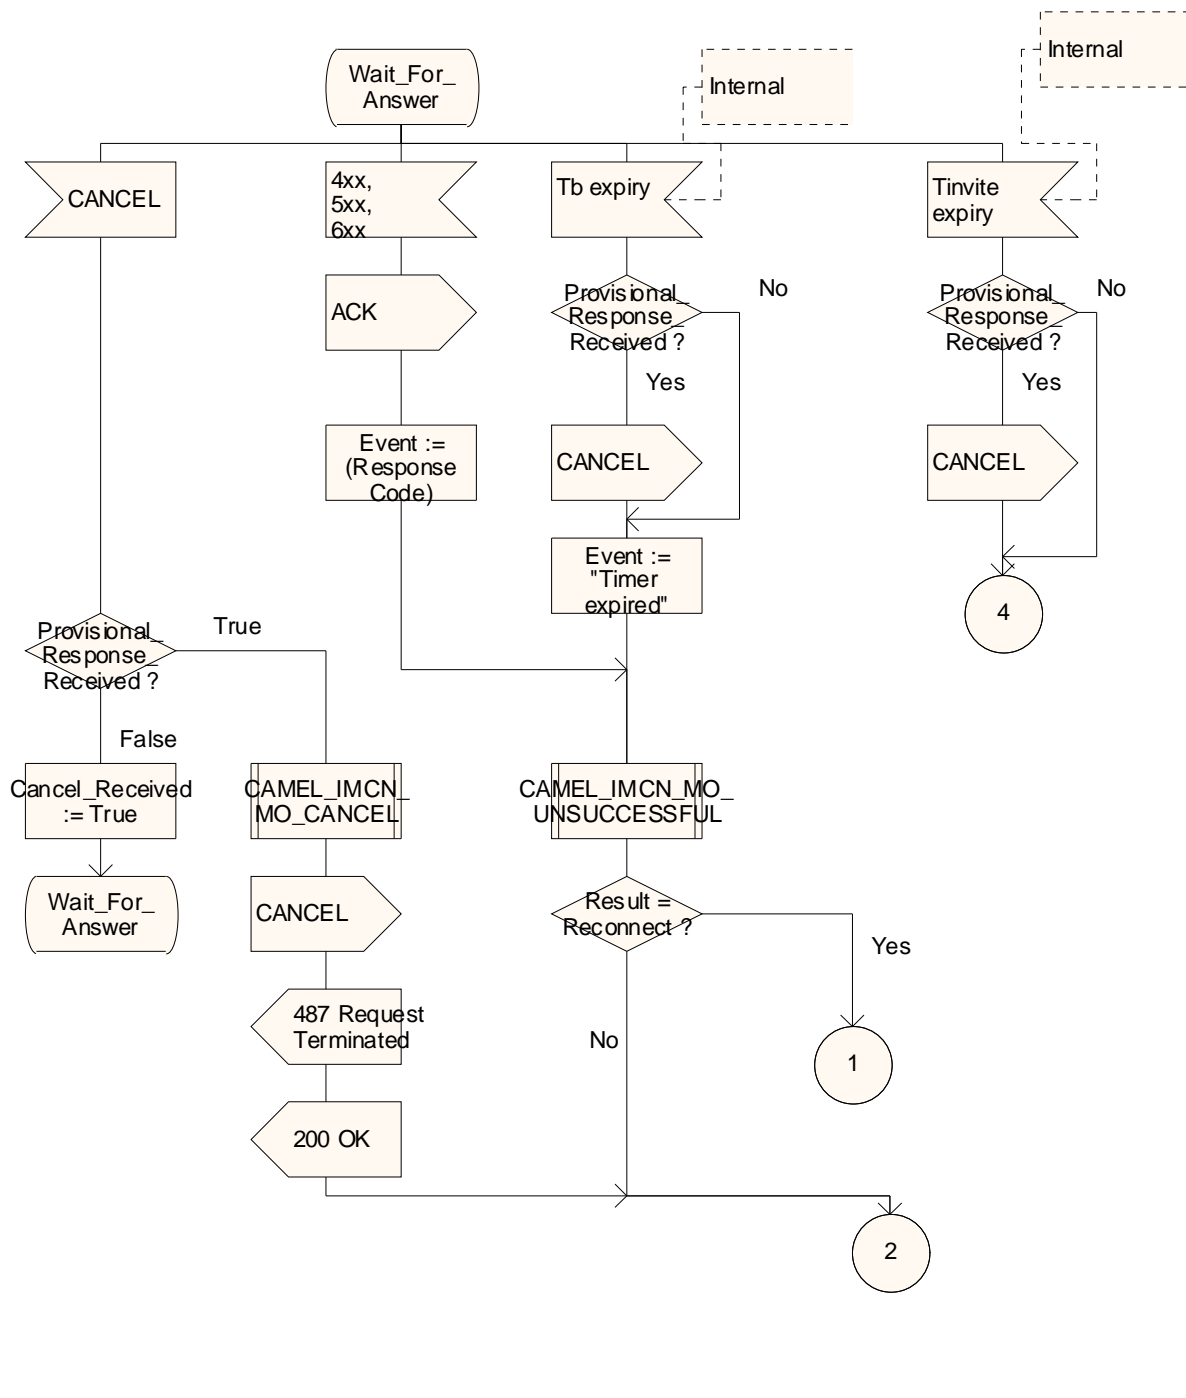 Internal
Wait_For_
Answer
Internal
CANCEL
4xx,
5xx,
6xx
Tb expiry
Tinvite
expiry
ACK
Provisional_
Response_
Received ?
No
Provisional_
Response_
Received ?
No
Yes
Yes
Event :=
(Response
Code)
CANCEL
CANCEL
Event :=
"Timer
expired"
4
Provisional_
Response_
Received ?
True
False
Cancel_Received
:= True
CAMEL_IMCN_
MO_CANCEL
CAMEL_IMCN_MO_
UNSUCCESSFUL
Wait_For_
Answer
CANCEL
Result =
Reconnect ?
Yes
487 Request
Terminated
No
1
200 OK
2